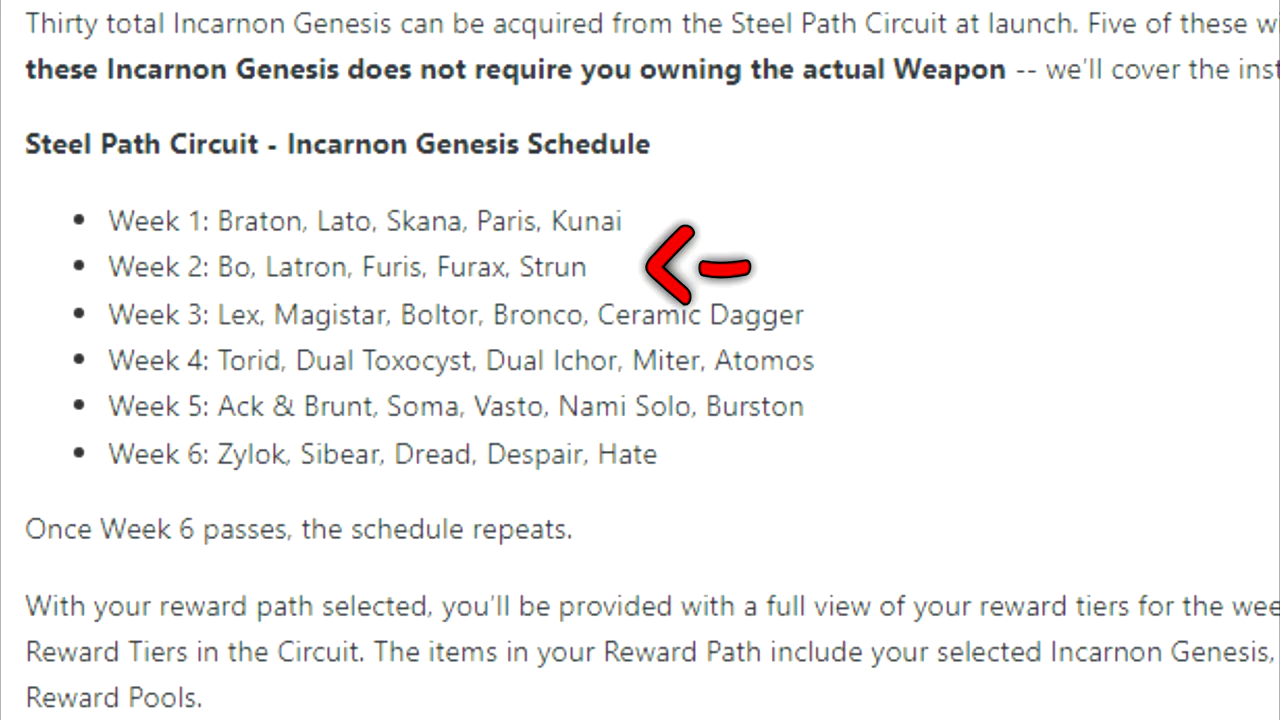 Thirty total Incarnon Genesis can be acquired from the Steel Path Circuit at launch. Five of these
these Incarnon Genesis does not require you owning the actual Weapon -- we'll cover the
Steel Path Circuit - Incarnon Genesis Schedule
• Week 1: Braton, Lato, Skana, Paris, Kunai
• Week 2: Bo, Latron, Furis, Furax, Strun
• Week 3: Lex, Magistar, Boltor, Bronco, Ceramic Dagger
• Week 4: Torid, Dual Toxocyst, Dual Ichor, Miter, Atomos
• Week 5: Ack & Brunt, Soma, Vasto, Nami Solo, Burston
• Week 6: Zylok, Sibear, Dread, Despair, Hate
Once Week 6 passes, the schedule repeats.
With your reward path selected, you'll be provided with a full view of your reward tiers for the
Reward Tiers in the Circuit. The items in your Reward Path include your selected Incarnon Genesis,
Reward Pools.